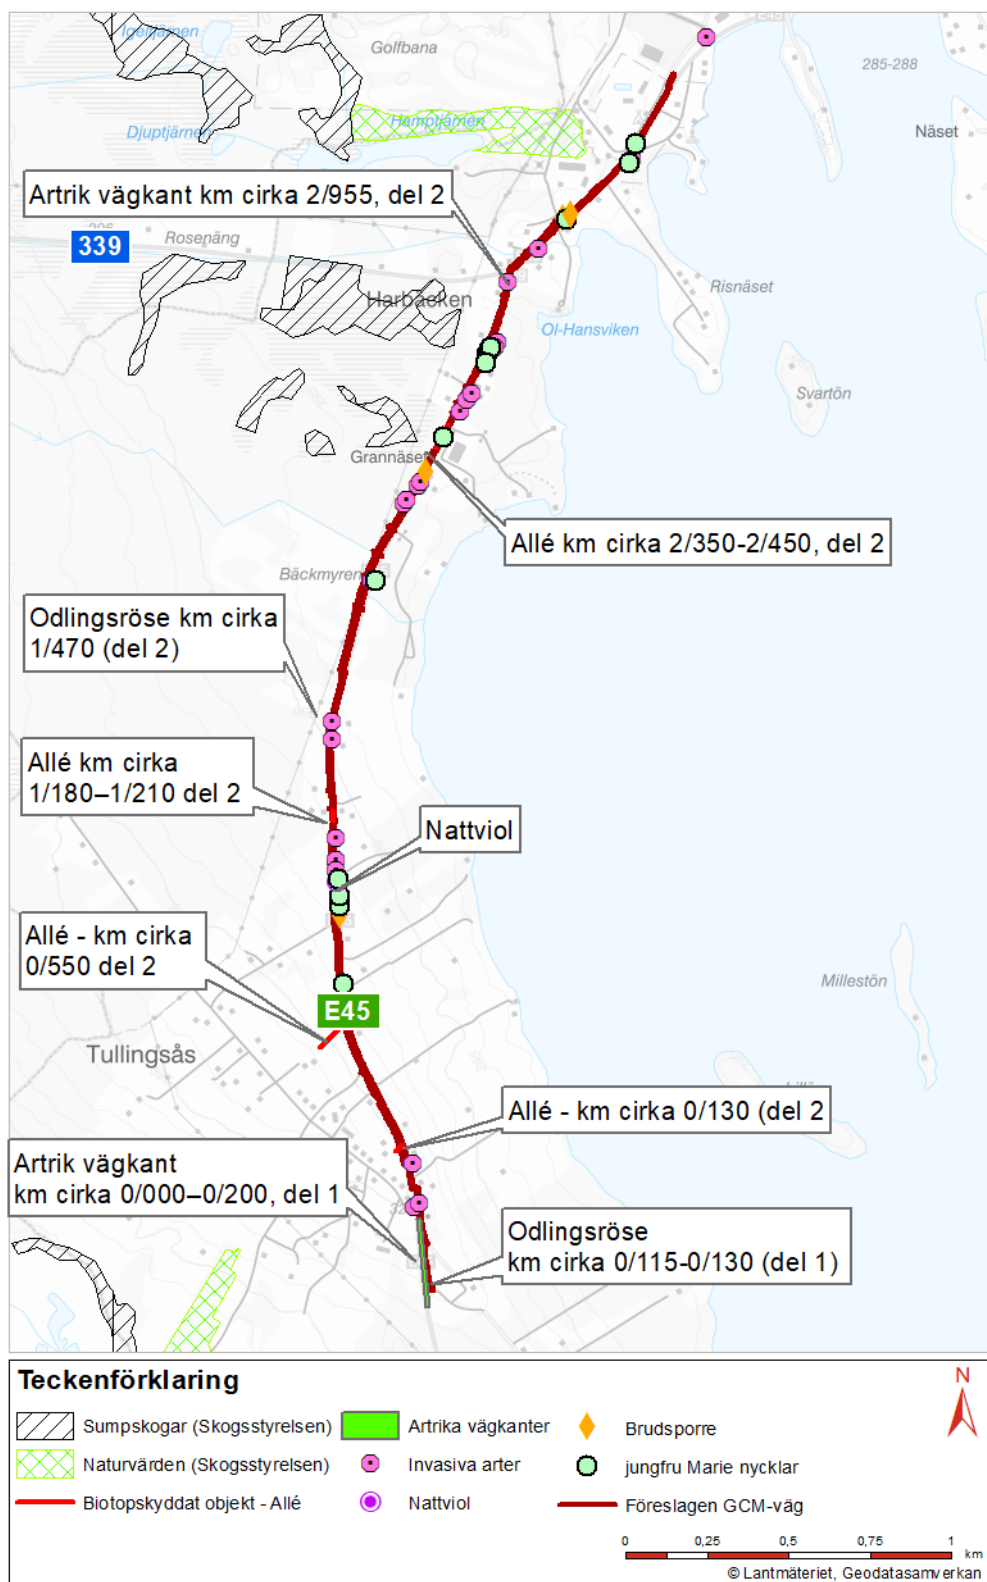 Igeltjärnen
Golfbana
E45
285-288
Djuptjärnen
Hamptjärnen
Näset
Artrik vägkant km cirka 2/955, del 2
296
Rosenäng
339
Harbäcken
Risnäset
Ol-Hansviken
Svartön
Grannäset
Allé km cirka 2/350-2/450, del 2
Bäckmyren
Odlingsröse km cirka
1/470 (del 2)
Allé km cirka
1/180–1/210 del 2
Nattviol
Allé - km cirka
0/550 del 2
Millestön
E45
Tullingsås
Allé - km cirka 0/130 (del 2
Artrik vägkant
km cirka 0/000–0/200, del 1
Odlingsröse
km cirka 0/115-0/130 (del 1)
Teckenförklaring
N
Sumpskogar (Skogsstyrelsen)
Artrika vägkanter
Brudsporre
Naturvärden (Skogsstyrelsen)
Invasiva arter
jungfru Marie nycklar
Biotopskyddat objekt - Allé
Nattviol
Föreslagen GCM-väg
0 0,25 0,5 0,75 1
km
© Lantmäteriet, Geodatasamverkan